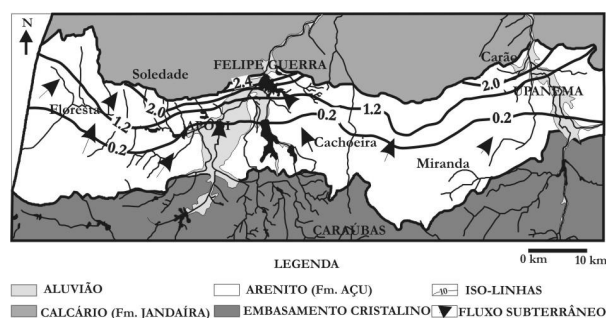 N
Carão
FELIPE GUERRA
Soledade
2.4
2.0
2.0
UPANEMA
Floresta
1.2
1.2
APODI
0.2
0.2
0.2
Cachoeira
Miranda
CARAÚBAS
0 km 10 km
LEGENDA
ALUVIÃO ARENITO (Fm. AÇU) 10 ISO-LINHAS
CALCÁRIO (Fm. JANDAÍRA) EMBASAMENTO CRISTALINO FLUXO SUBTERRÂNEO